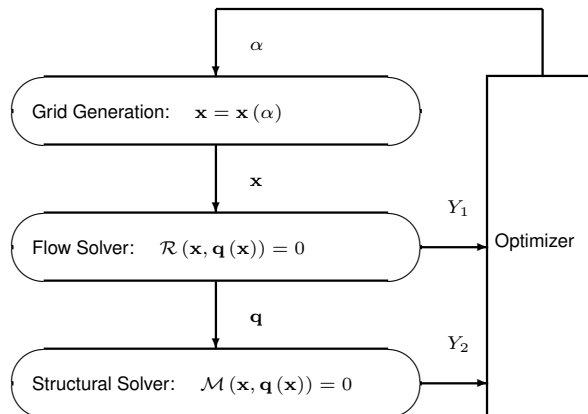 α
Grid Generation: x = x (α)
x
Y₁
Flow Solver: ℛ (x, q (x)) = 0
Optimizer
q
Y₂
Structural Solver: ℳ (x, q (x)) = 0